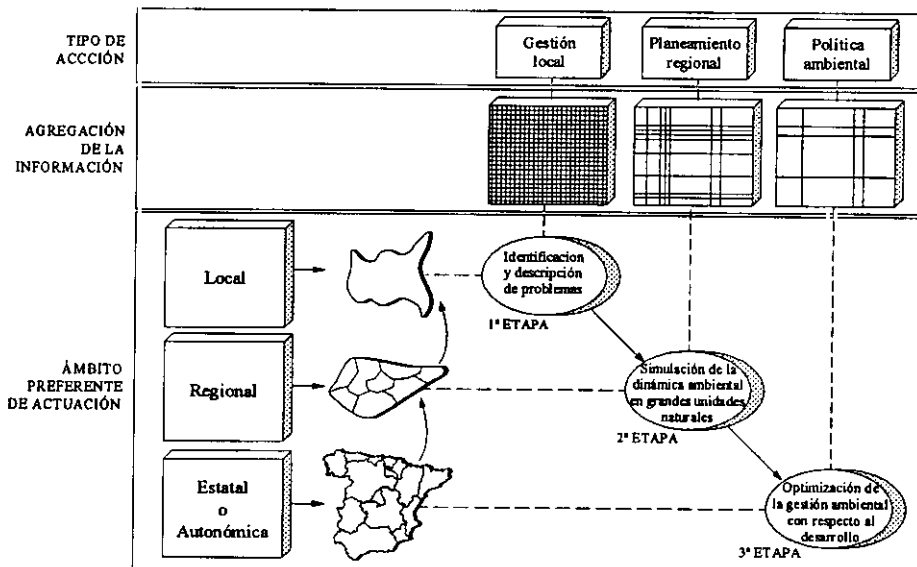 TIPO DE
ACCCIÓN
Gestión
local
Planeamiento
regional
Política
ambiental
AGREGACIÓN
DE LA
INFORMACIÓN
ÁMBITO
PREFERENTE
DE ACTUACIÓN
Local
Identificacion
y descripción
de problemas
1ª ETAPA
Regional
Simulación de la
dinámica ambiental
en grandes unidades
naturales
2ª ETAPA
Estatal
o
Autonómica
Optimización de
la gestión ambiental
con respecto al
desarrollo
3ª ETAPA